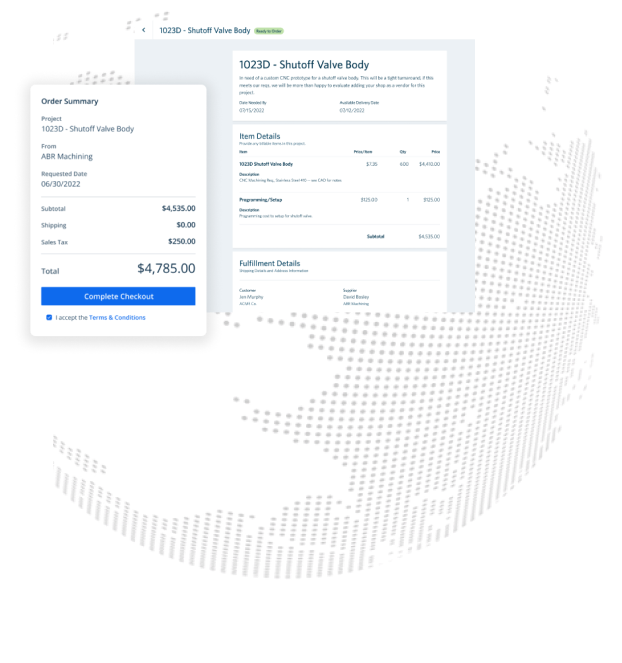 1023D - Shutoff Valve Body Ready to Order
1023D - Shutoff Valve Body
In need of a custom CNC prototype for a shutoff valve body. This will be a tight turnaround, if this
meets our reqs, we will be more than happy to evaluate adding your shop as a vendor for this
project.
Date Needed By Available Delivery Date
07/15/2022 07/12/2022
Item Details
Provide any billable items in this project.
Item Price/Item Qty Price
1023D Shutoff Valve Body $7.35 600 $4,410.00
Description
CNC Machining Req, Stainless Steel
Programming/Setup $125.00 1 $125.00
Description
Programming cost to setup for shutoff valve
Subtotal $4,535.00
Fulfillment Details
Shipping Details and Address Information
Customer Supplier
Jon Murphy David Bosley
ACME Co. ABR Machining
Order Summary
Project
1023D - Shutoff Valve Body
From
ABR Machining
Requested Date
06/30/2022
Subtotal $4,535.00
Shipping $0.00
Sales Tax $250.00
Total $4,785.00
Complete Checkout
I accept the Terms & Conditions